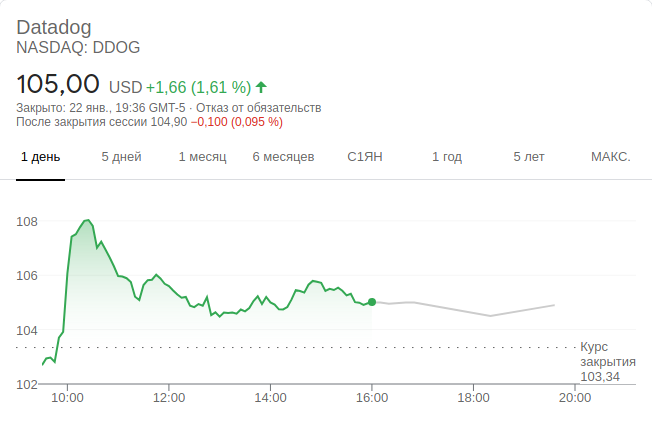 Datadog
NASDAQ: DDOG
105,00 USD +1,66 (1,61 %)
Закрыто: 22 янв., 19:36 GMT-5 · Отказ от обязательств
После закрытия сессии 104,90 −0,100 (0,095 %)
1 день 5 дней 1 месяц 6 месяцев С1ЯН 1 год 5 лет МАКС.
108
106
104
Курс
закрытия
103,34
102
10:00 12:00 14:00 16:00 18:00 20:00